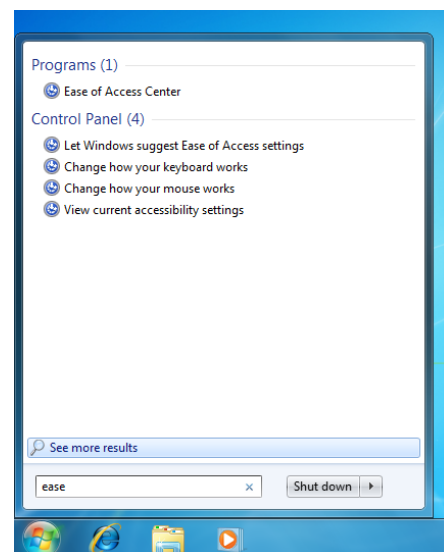 Programs (1)
Ease of Access Center
Control Panel (4)
Let Windows suggest Ease of Access settings
Change how your keyboard works
Change how your mouse works
View current accessibility settings
See more results
ease
Shut down